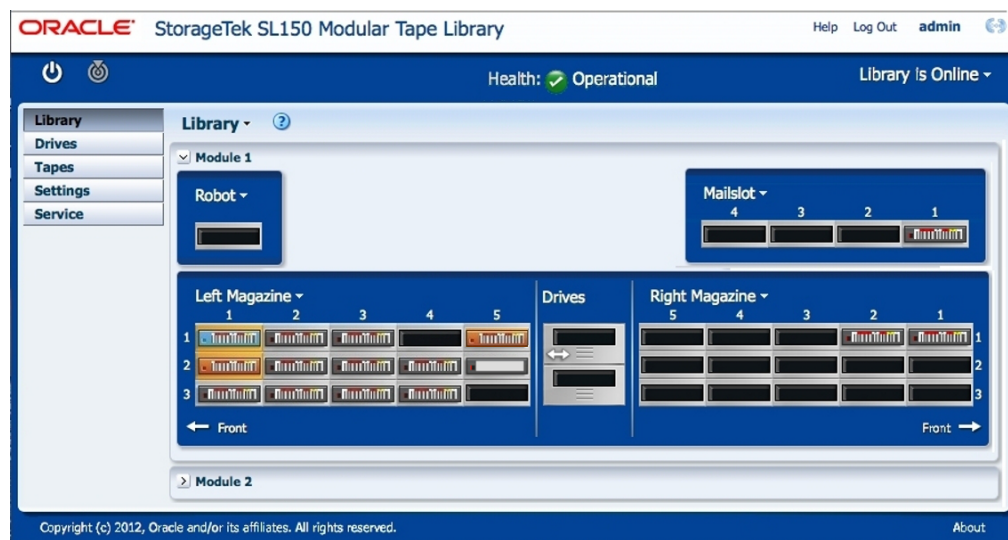 ORACLE® StorageTek SL150 Modular Tape Library Help Log Out admin
Health: Operational Library Is Online
Library
Drives
Tapes
Settings
Service
Library
Module 1
Robot
Mailslot
4 3 2 1
Left Magazine
1 2 3 4 5
1
2
3
Front
Drives
Right Magazine
5 4 3 2 1
1
2
3
Front
Module 2
Copyright (c) 2012, Oracle and/or its affiliates. All rights reserved. About